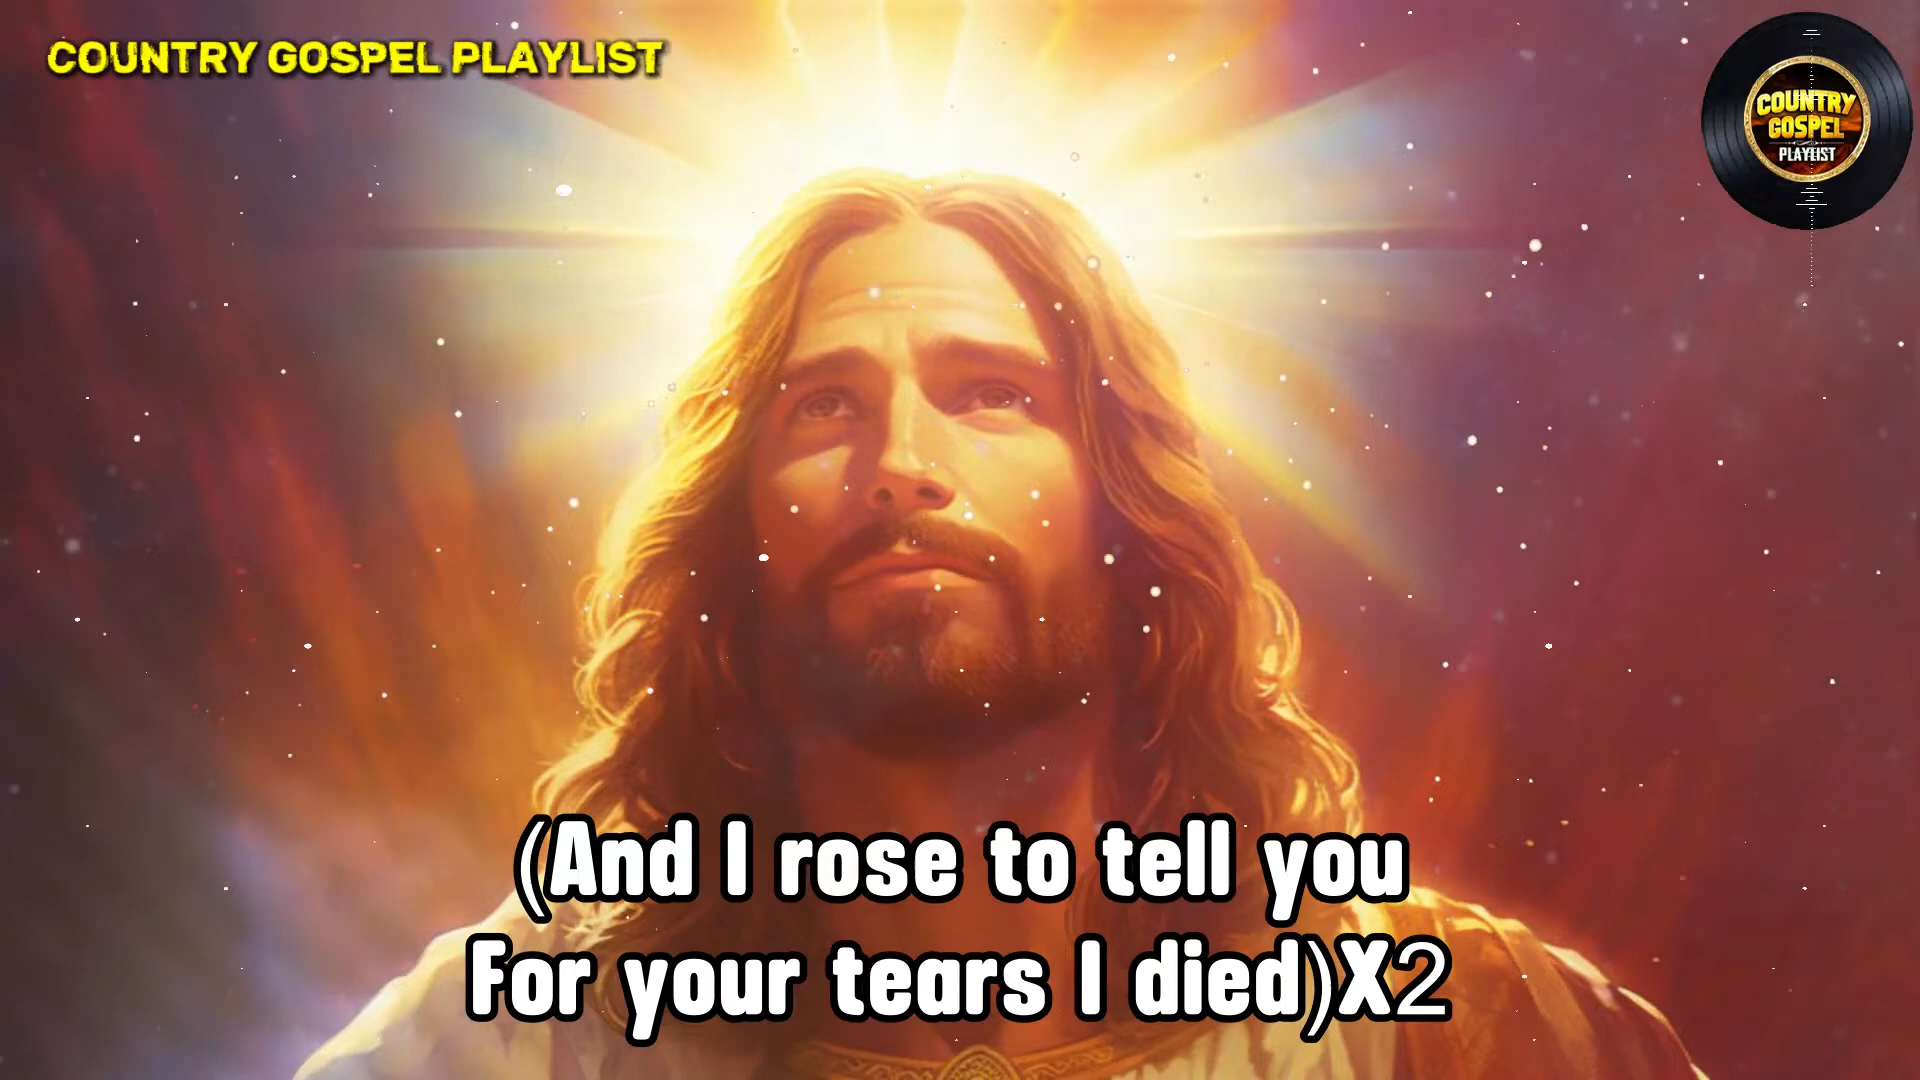 COUNTRY GOSPEL PLAYLIST
COUNTRY
GOSPEL
PLAYLIST
(And I rose to tell you
For your tears I died)X2